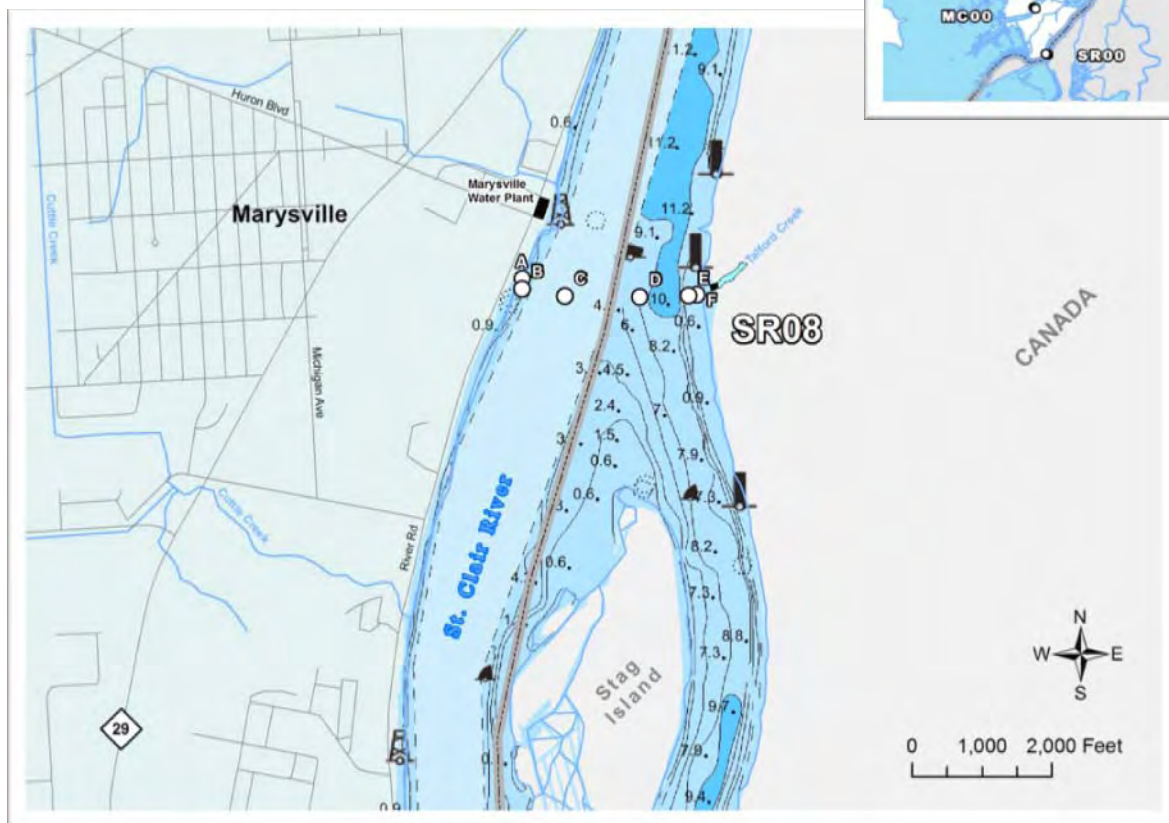 MC00
SR00
1.2
9.1
Huron Blvd
0.6
11.2
Marysville
Water Plant
Marysville
11.2
9.1
Cuttle Creek
Talford Creek
A
B
C
D
E
F
10
4
0.9
6
0.6
SR08
8.2
CANADA
Michigan Ave
3
4.5
0.9
2.4
7
3
1.5
7.9
0.6
0.6
7.3
3
Cuttle Creek
River Rd
St. Clair River
8.2
0.6
4
7.3
1
8.8
7.3
N
W E
S
Stag
Island
9.7
29
7.9
0 1,000 2,000 Feet
0.9
9.4